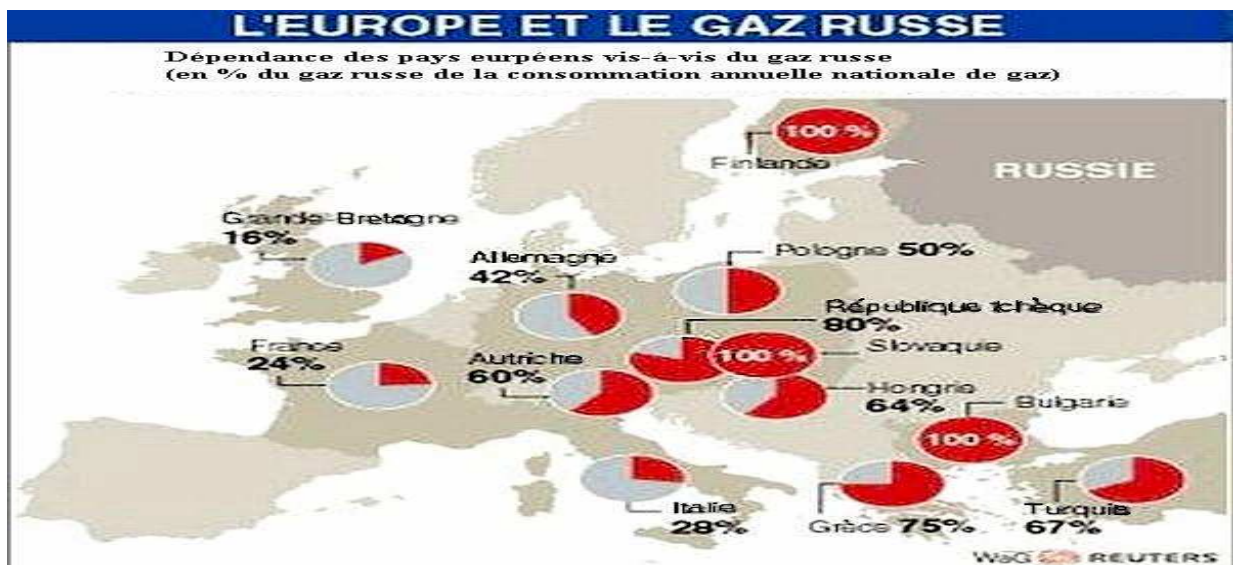 L'EUROPE ET LE GAZ RUSSE
Dépendance des pays eurpéens vis-á-vis du gaz russe
(en % du gaz russe de la consommation annuelle nationale de gaz)
100 %
Finlande
RUSSIE
Grande-Bretagne
16%
Allemagne
42%
Pologne 50%
République tchèque
80%
France
24%
Autriche
60%
100 %
Slovaquie
Hongrie
64%
Bulgarie
100 %
Italie
28%
Grèce 75%
Turquie
67%
REUTERS